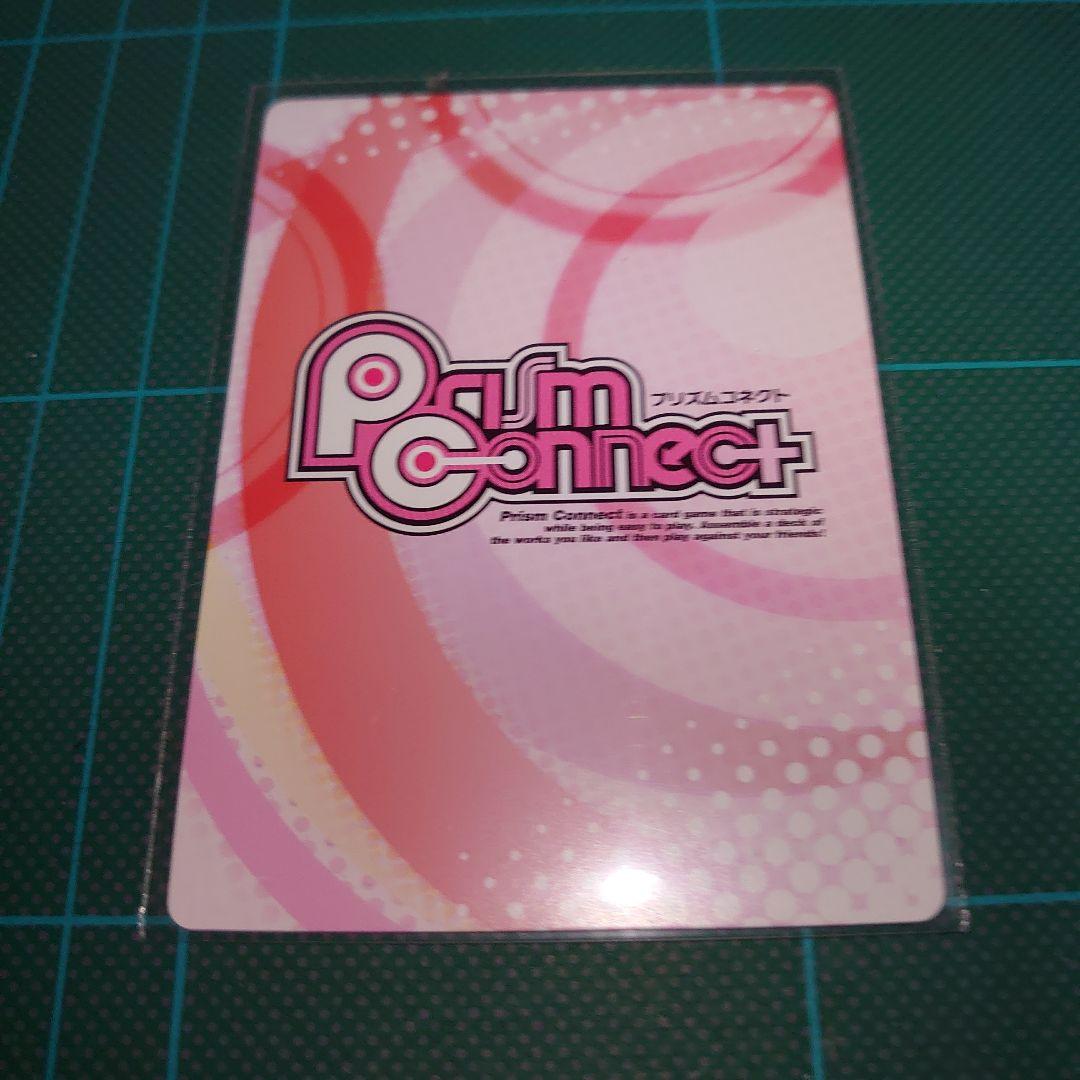 Prism
プリズムコネクト
Connect
Prism Connect is a card game that is strategic
while being easy to play. Assemble a deck of
the works you like and then play against your friends!